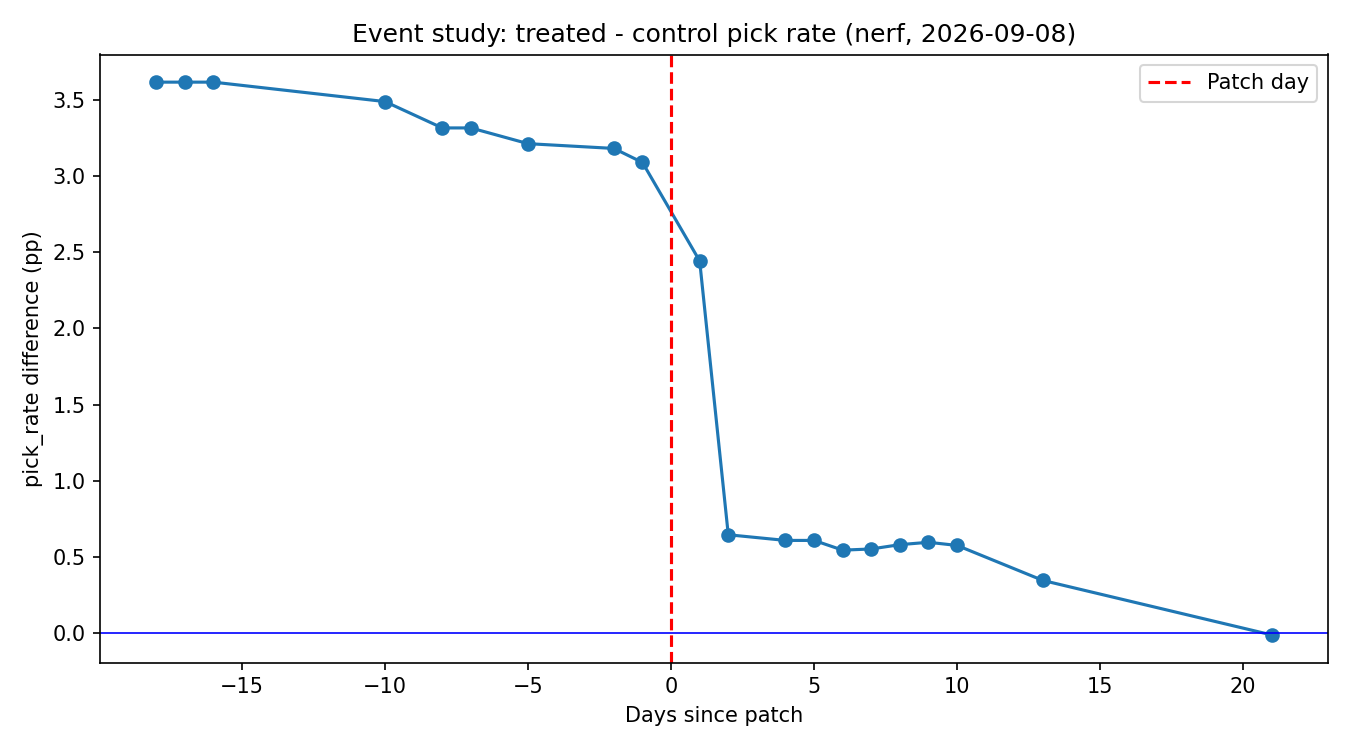 Event study: treated - control pick rate (nerf, 2026-09-08)
Patch day
pick_rate difference (pp)
3.5
3.0
2.5
2.0
1.5
1.0
0.5
0.0
−15 −10 −5 0 5 10 15 20
Days since patch